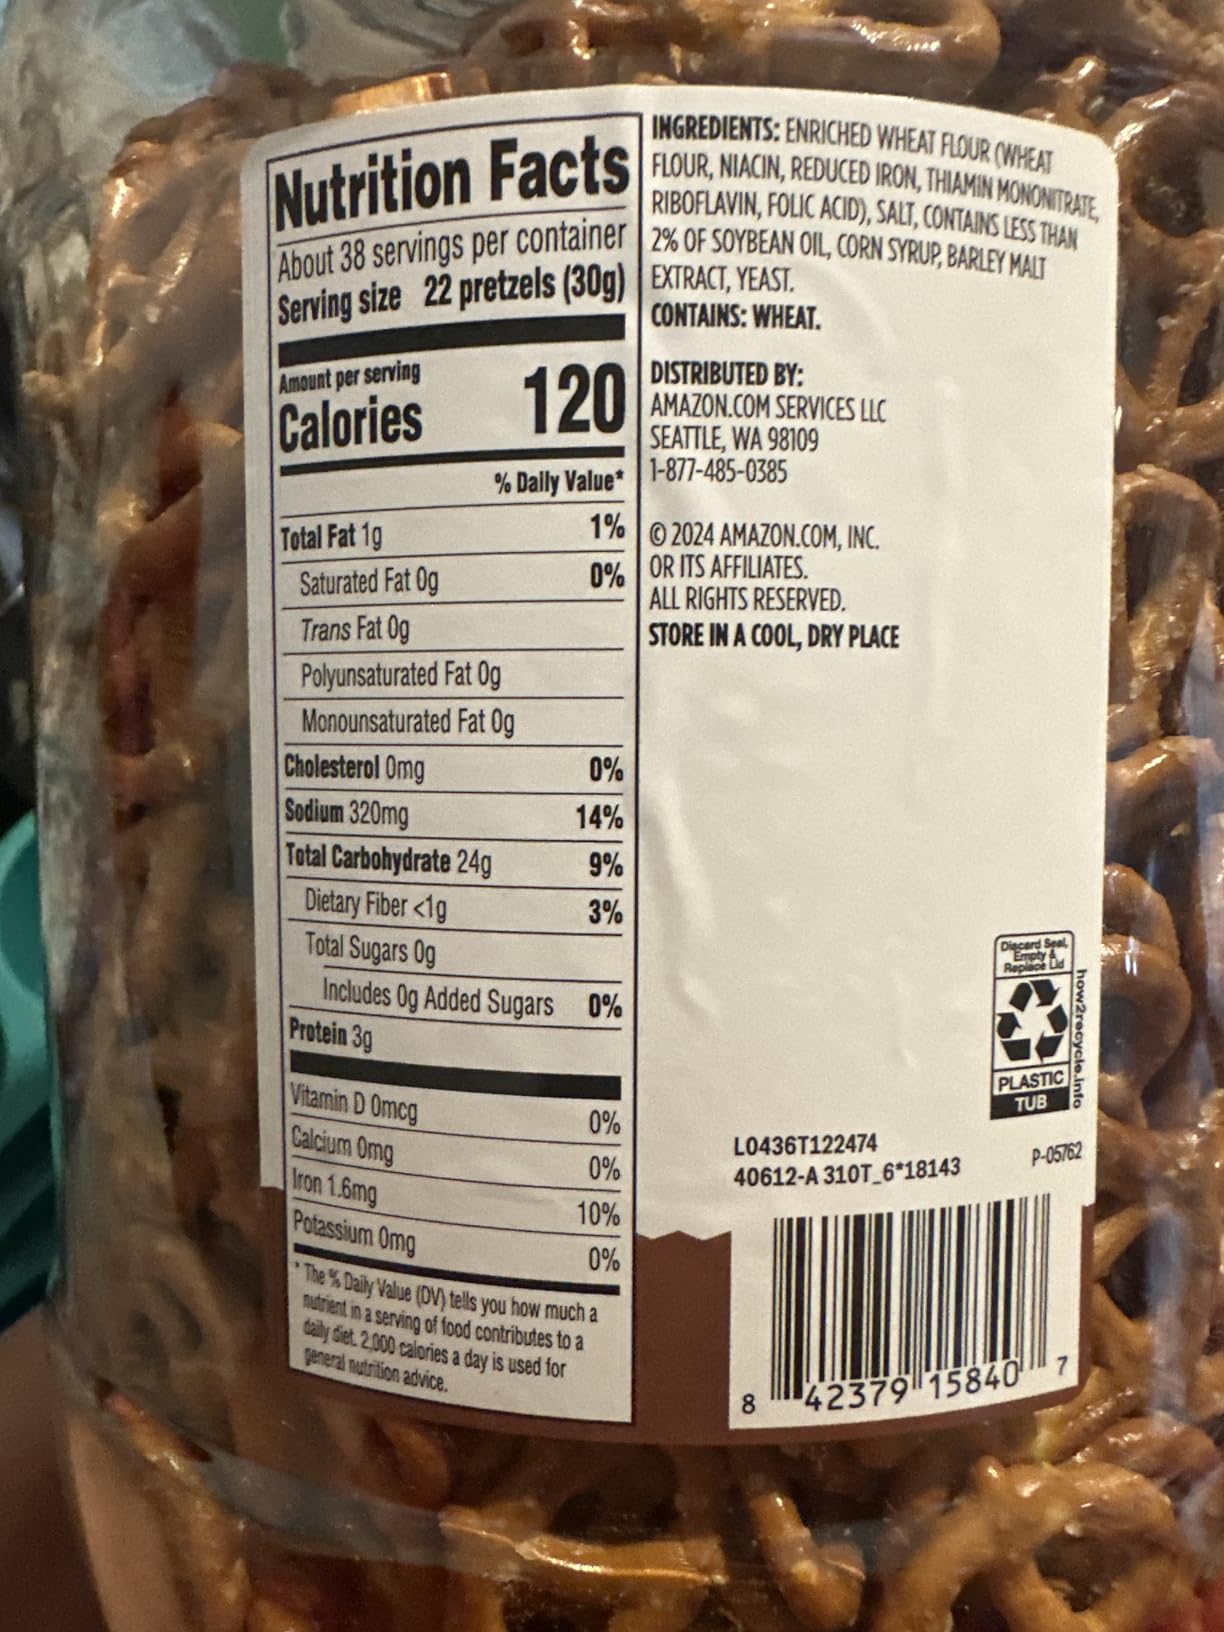 Nutrition Facts
About 38 servings per container
Serving size 22 pretzels (30g)
Amount per serving
Calories 120
% Daily Value*
Total Fat 1g 1%
Saturated Fat 0g 0%
Trans Fat 0g
Polyunsaturated Fat 0g
Monounsaturated Fat 0g
Cholesterol 0mg 0%
Sodium 320mg 14%
Total Carbohydrate 24g 9%
Dietary Fiber <1g 3%
Total Sugars 0g
Includes 0g Added Sugars 0%
Protein 3g
Vitamin D 0mcg 0%
Calcium 0mg 0%
Iron 1.6mg 10%
Potassium 0mg 0%
* The % Daily Value (DV) tells you how much a
nutrient in a serving of food contributes to a
daily diet. 2,000 calories a day is used for
general nutrition advice.
INGREDIENTS: ENRICHED WHEAT FLOUR (WHEAT
FLOUR, NIACIN, REDUCED IRON, THIAMIN MONONITRATE,
RIBOFLAVIN, FOLIC ACID), SALT, CONTAINS LESS THAN
2% OF SOYBEAN OIL, CORN SYRUP, BARLEY MALT
EXTRACT, YEAST.
CONTAINS: WHEAT.
DISTRIBUTED BY:
AMAZON.COM SERVICES LLC
SEATTLE, WA 98109
1-877-485-0385
© 2024 AMAZON.COM, INC.
OR ITS AFFILIATES.
ALL RIGHTS RESERVED.
STORE IN A COOL, DRY PLACE
Discard Seal,
Empty &
Replace Lid
PLASTIC
TUB
how2recycle.info
L0436T122474
40612-A 310T_6*18143
P-05762
8 42379 15840 7